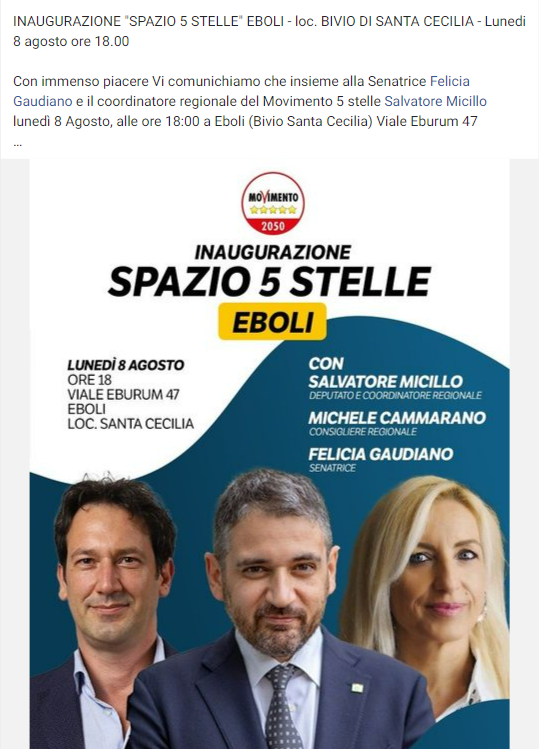 INAUGURAZIONE "SPAZIO 5 STELLE" EBOLI - loc. BIVIO DI SANTA CECILIA - Lunedi
8 agosto ore 18.00
Con immenso piacere Vi comunichiamo che insieme alla Senatrice Felicia
Gaudiano e il coordinatore regionale del Movimento 5 stelle Salvatore Micillo
lunedì 8 Agosto, alle ore 18:00 a Eboli (Bivio Santa Cecilia) Viale Eburum 47
...
MOVIMENTO
2050
INAUGURAZIONE
SPAZIO 5 STELLE
EBOLI
LUNEDÌ 8 AGOSTO
ORE 18
VIALE EBURUM 47
EBOLI
LOC. SANTA CECILIA
CON
SALVATORE MICILLO
DEPUTATO E COORDINATORE REGIONALE
MICHELE CAMMARANO
CONSIGLIERE REGIONALE
FELICIA GAUDIANO
SENATRICE